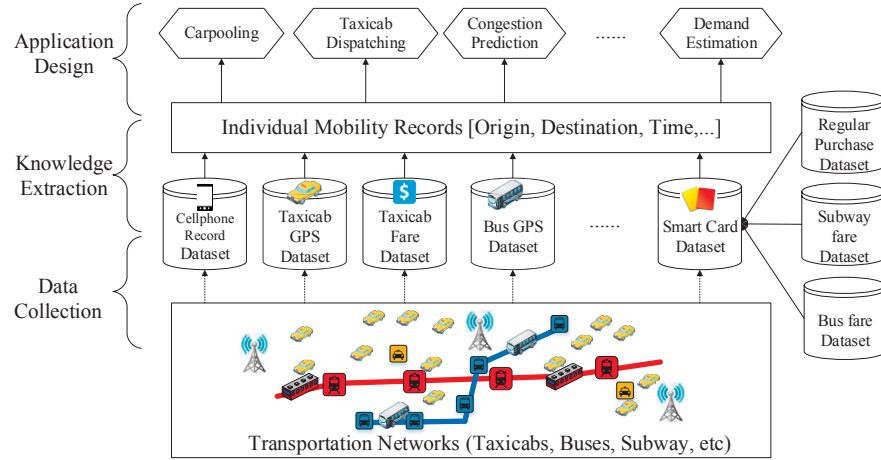 Application
Design
Carpooling
Taxicab
Dispatching
Congestion
Prediction
......
Demand
Estimation
Individual Mobility Records [Origin, Destination, Time,...]
Knowledge
Extraction
Cellphone
Record
Dataset
Taxicab
GPS
Dataset
$
Taxicab
Fare
Dataset
Bus GPS
Dataset
......
Smart Card
Dataset
Regular
Purchase
Dataset
Subway
fare
Dataset
Bus fare
Dataset
Data
Collection
Transportation Networks (Taxicabs, Buses, Subway, etc)